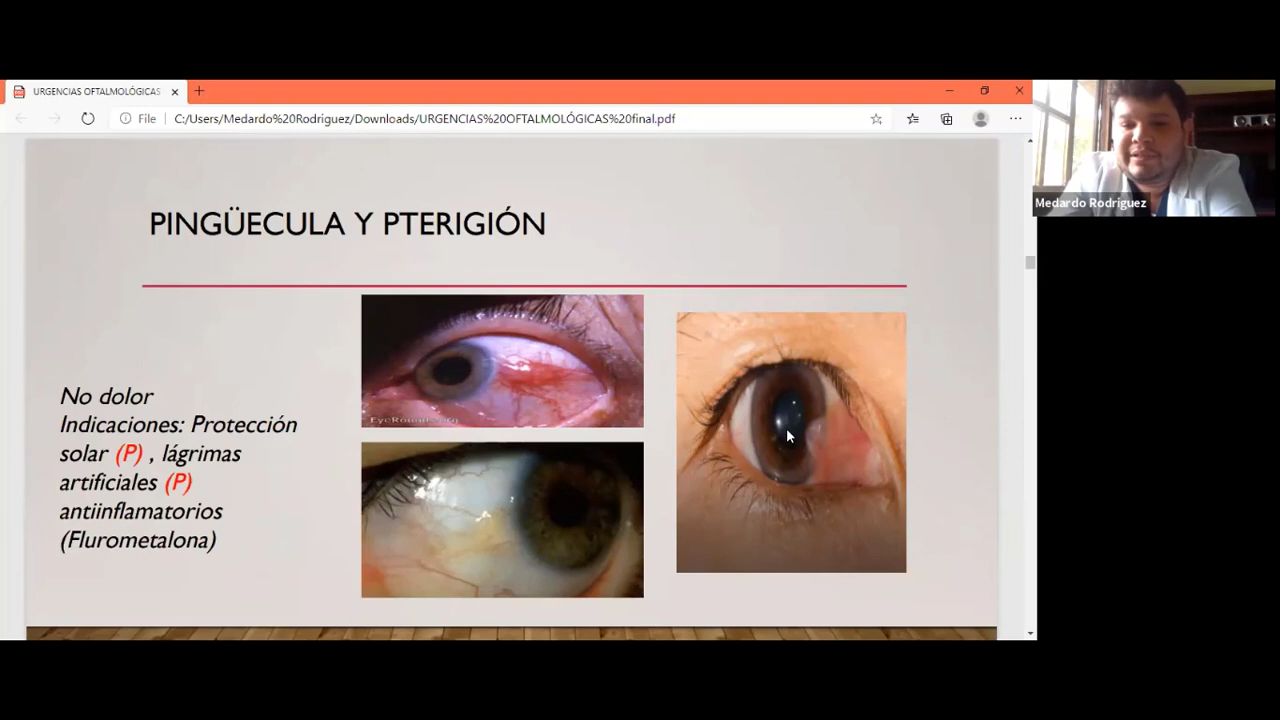 URGENCIAS OFTALMOLÓGICAS
File
C:/Users/Medardo%20Rodriguez/Downloads/URGENCIAS%20OFTALMOLÓGICAS%20final.pdf
Medardo Rodríguez
PINGÜECULA Y PTERIGIÓN
EyeRounds.org
No dolor
Indicaciones: Protección
solar (P) , lágrimas
artificiales (P)
antiinflamatorios
(Flurometalona)